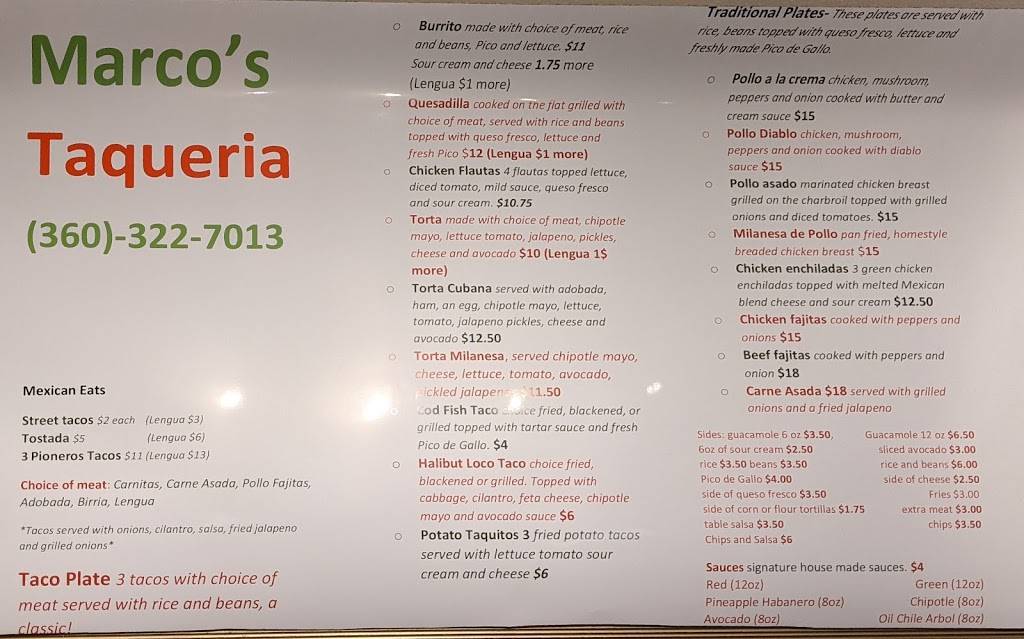 Marco's
Taqueria
(360)-322-7013
Mexican Eats
Street tacos $2 each (Lengua $3)
Tostada $5 (Lengua $6)
3 Pioneros Tacos $11 (Lengua $13)
Choice of meat: Carnitas, Carne Asada, Pollo Fajitas,
Adobada, Birria, Lengua
*Tacos served with onions, cilantro, salsa, fried jalapeno
and grilled onions*
Taco Plate 3 tacos with choice of
meat served with rice and beans, a
classic!
○ Burrito made with choice of meat, rice
and beans, Pico and lettuce. $11
Sour cream and cheese 1.75 more
(Lengua $1 more)
○ Quesadilla cooked on the flat grilled with
choice of meat, served with rice and beans
topped with queso fresco, lettuce and
fresh Pico $12 (Lengua $1 more)
○ Chicken Flautas 4 flautas topped lettuce,
diced tomato, mild sauce, queso fresco
and sour cream. $10.75
○ Torta made with choice of meat, chipotle
mayo, lettuce tomato, jalapeno, pickles,
cheese and avocado $10 (Lengua 1$
more)
○ Torta Cubana served with adobada,
ham, an egg, chipotle mayo, lettuce,
tomato, jalapeno pickles, cheese and
avocado $12.50
○ Torta Milanesa, served chipotle mayo,
cheese, lettuce, tomato, avocado,
pickled jalapeno $11.50
○ Cod Fish Taco choice fried, blackened, or
grilled topped with tartar sauce and fresh
Pico de Gallo. $4
○ Halibut Loco Taco choice fried,
blackened or grilled. Topped with
cabbage, cilantro, feta cheese, chipotle
mayo and avocado sauce $6
○ Potato Taquitos 3 fried potato tacos
served with lettuce tomato sour
cream and cheese $6
Traditional Plates- These plates are served with
rice, beans topped with queso fresco, lettuce and
freshly made Pico de Gallo.
○ Pollo a la crema chicken, mushroom,
peppers and onion cooked with butter and
cream sauce $15
○ Pollo Diablo chicken, mushroom,
peppers and onion cooked with diablo
sauce $15
○ Pollo asado marinated chicken breast
grilled on the charbroil topped with grilled
onions and diced tomatoes. $15
○ Milanesa de Pollo pan fried, homestyle
breaded chicken breast $15
○ Chicken enchiladas 3 green chicken
enchiladas topped with melted Mexican
blend cheese and sour cream $12.50
○ Chicken fajitas cooked with peppers and
onions $15
○ Beef fajitas cooked with peppers and
onion $18
○ Carne Asada $18 served with grilled
onions and a fried jalapeno
Sides: guacamole 6 oz $3.50, Guacamole 12 oz $6.50
6oz of sour cream $2.50 sliced avocado $3.00
rice $3.50 beans $3.50 rice and beans $6.00
Pico de Gallo $4.00 side of cheese $2.50
side of queso fresco $3.50 Fries $3.00
side of corn or flour tortillas $1.75 extra meat $3.00
table salsa $3.50 chips $3.50
Chips and Salsa $6
Sauces signature house made sauces. $4
Red (12oz) Green (12oz)
Pineapple Habanero (8oz) Chipotle (8oz)
Avocado (8oz) Oil Chile Arbol (8oz)